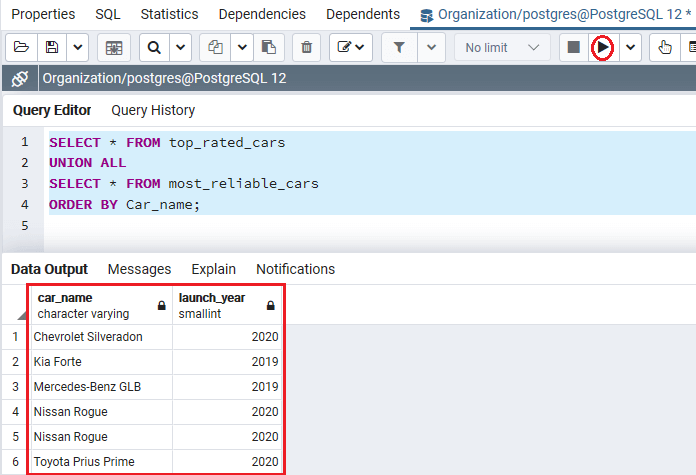 Properties SQL Statistics Dependencies Dependents Organization/postgres@PostgreSQL 12 *
No limit
Organization/postgres@PostgreSQL 12
Query Editor Query History
1 SELECT * FROM top_rated_cars
2 UNION ALL
3 SELECT * FROM most_reliable_cars
4 ORDER BY Car_name;
5
Data Output Messages Explain Notifications
car_name launch_year
character varying smallint
1 Chevrolet Silveradon 2020
2 Kia Forte 2019
3 Mercedes-Benz GLB 2019
4 Nissan Rogue 2020
5 Nissan Rogue 2020
6 Toyota Prius Prime 2020